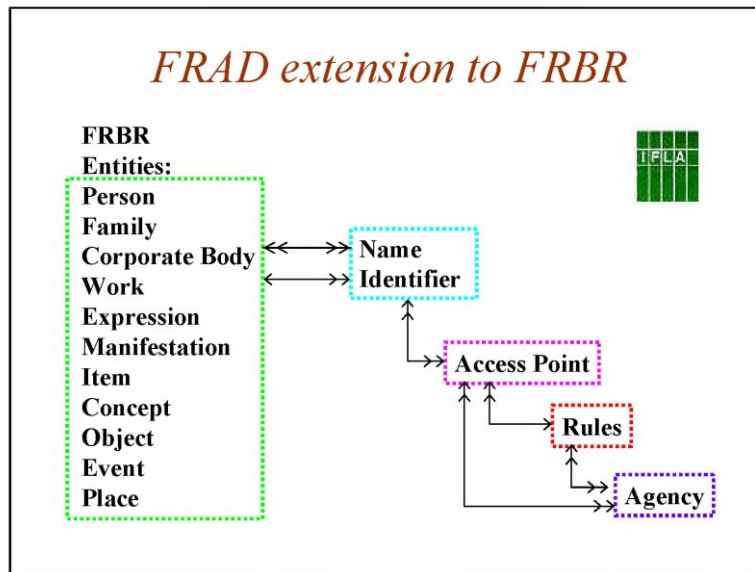 FRAD extension to FRBR
FRBR
Entities:
Person
Family
Corporate Body
Work
Expression
Manifestation
Item
Concept
Object
Event
Place
IFLA
Name
Identifier
Access Point
Rules
Agency